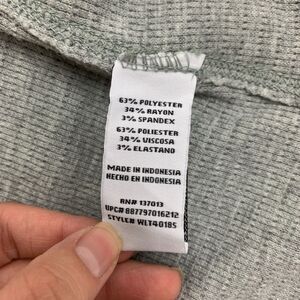 63% POLYESTER
34% RAYON
3% SPANDEX
63% POLIESTER
34% VISCOSA
3% ELASTANO
MADE IN INDONESIA
HECHO EN INDONESIA
RN# 137013
UPC# 887797016212
STYLE# WLT40185